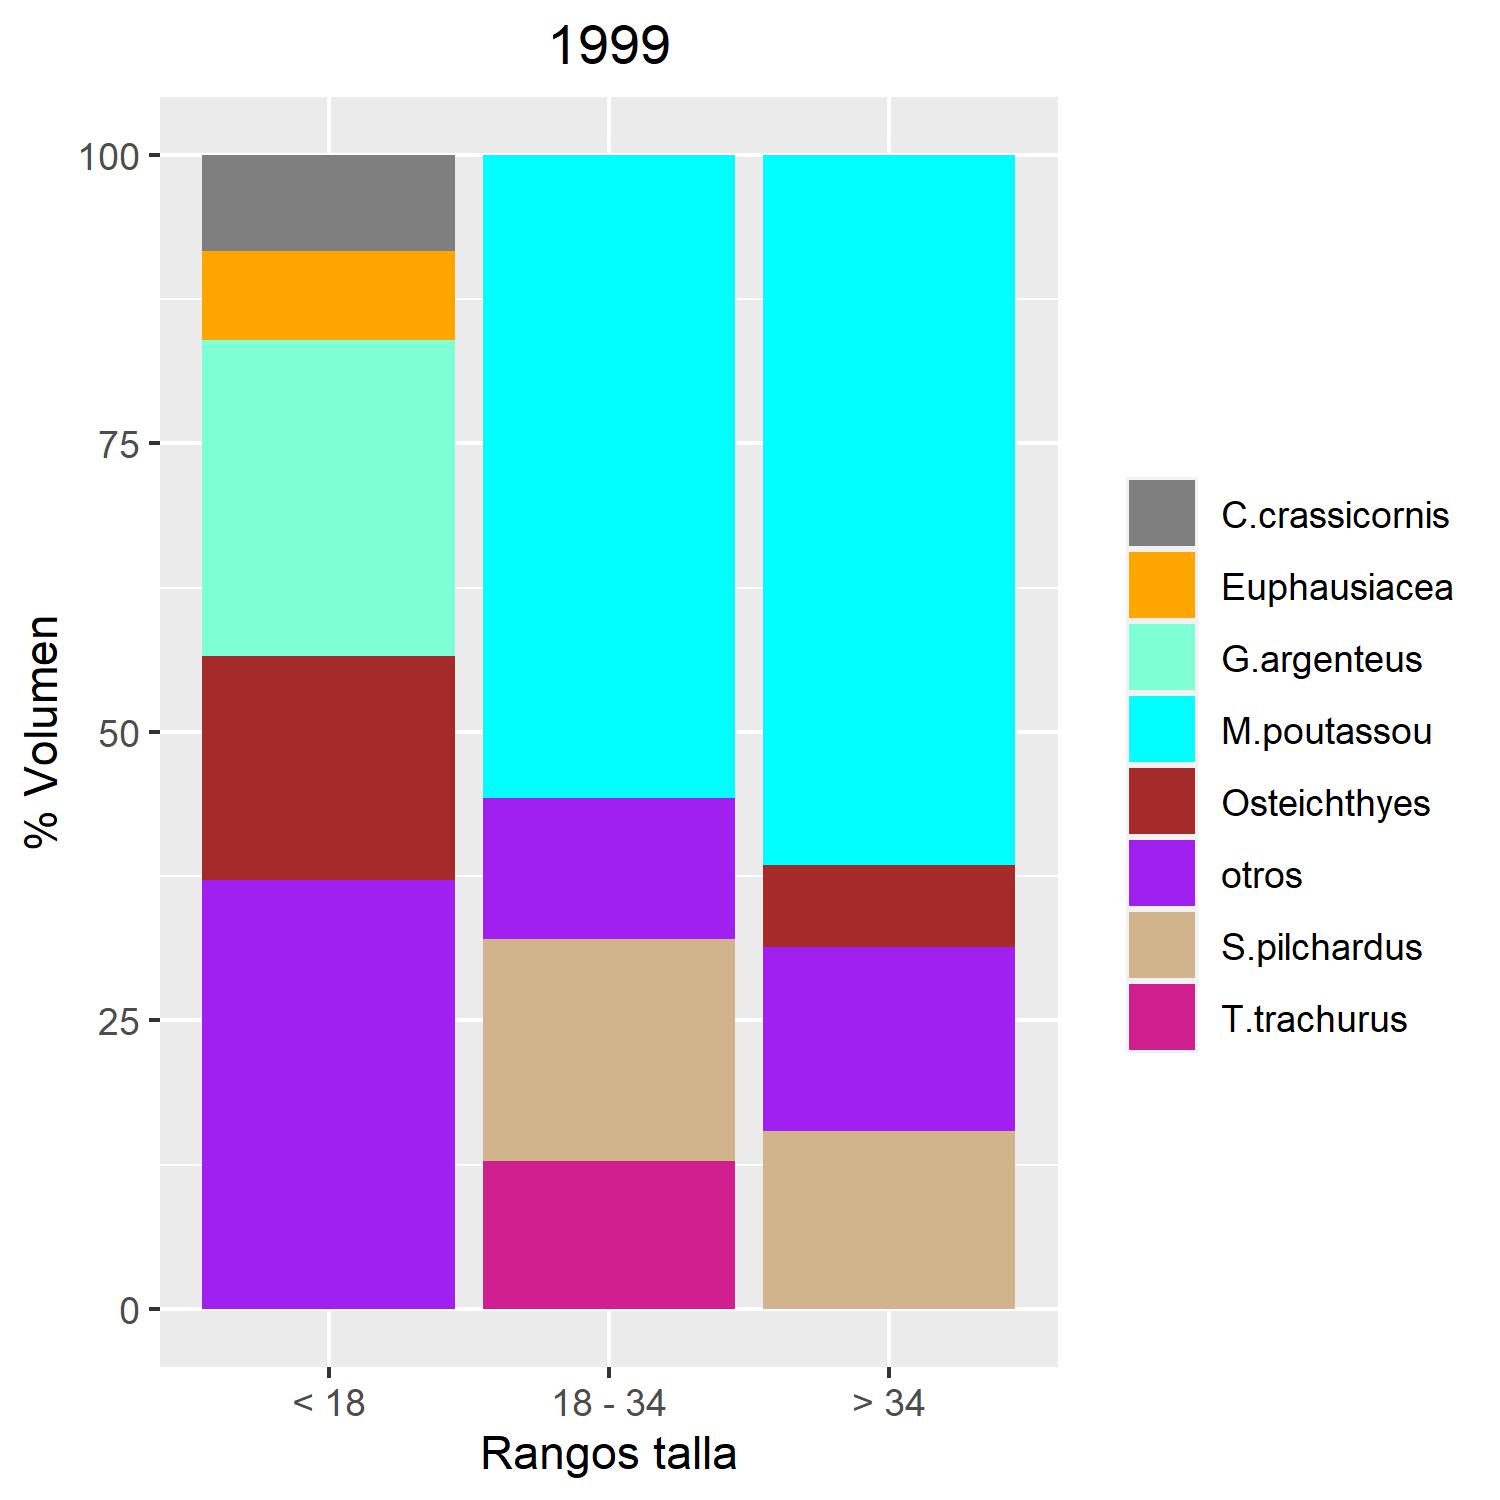 1999
% Volumen
100
75
50
25
0
< 18
18 - 34
> 34
Rangos talla
C.crassicornis
Euphausiacea
G.argenteus
M.poutassou
Osteichthyes
otros
S.pilchardus
T.trachurus